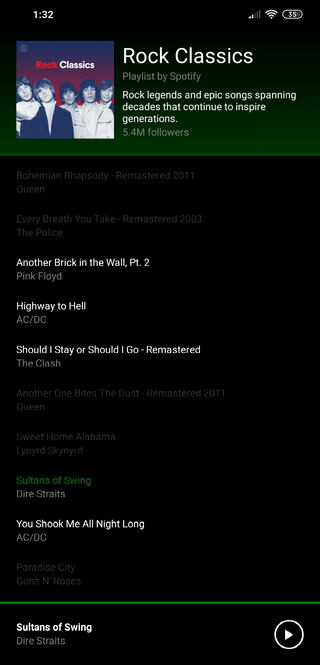 1:32
35
Rock Classics
Rock Classics
Playlist by Spotify
Rock legends and epic songs spanning
decades that continue to inspire
generations.
5.4M followers
Bohemian Rhapsody - Remastered 2011
Queen
Every Breath You Take - Remastered 2003
The Police
Another Brick in the Wall, Pt. 2
Pink Floyd
Highway to Hell
AC/DC
Should I Stay or Should I Go - Remastered
The Clash
Another One Bites The Dust - Remastered 2011
Queen
Sweet Home Alabama
Lynyrd Skynyrd
Sultans of Swing
Dire Straits
You Shook Me All Night Long
AC/DC
Paradise City
Guns N' Roses
Sultans of Swing
Dire Straits